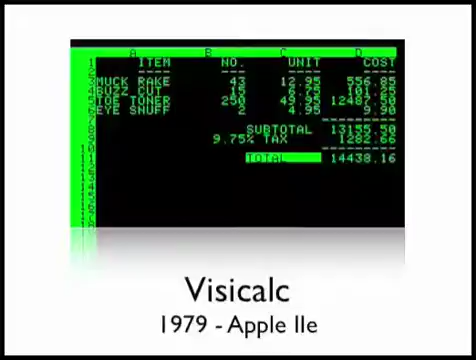 A B C D
1 ITEM NO. UNIT COST
MUCK RAKE 43 12.95 556.85
BUZZ CUT 15 6.75 101.25
TOE TONER 250 49.95 12487.50
EYE SNUFF 2 4.95 9.90
SUBTOTAL 13155.50
9.75% TAX 1282.66
TOTAL 14438.16
Visicalc
1979 - Apple IIe